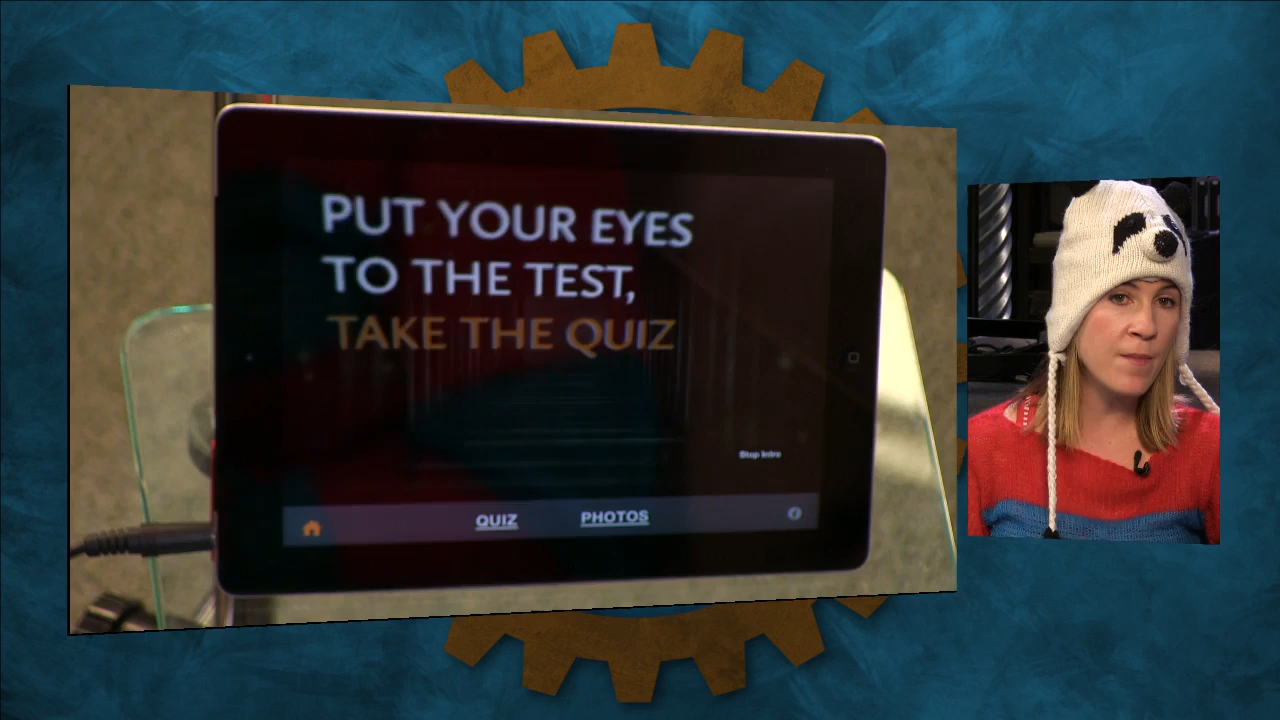 PUT YOUR EYES
TO THE TEST,
TAKE THE QUIZ
Stop Intro
QUIZ PHOTOS